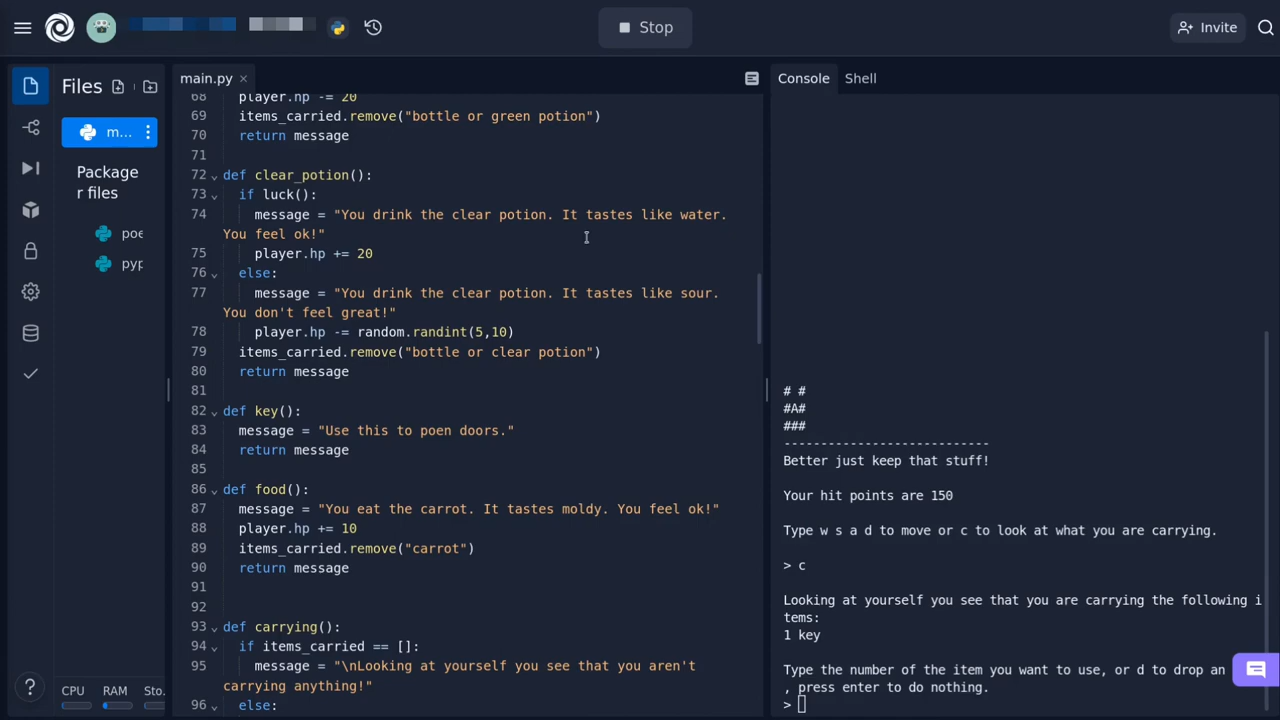 Stop
Invite
Files
m...
Package
r files
poe
pyp
?
CPU RAM Sto.
main.py ×
68 player.hp -= 20
69 items_carried.remove("bottle or green potion")
70 return message
71
72 def clear_potion():
73 if luck():
74 message = "You drink the clear potion. It tastes like water.
You feel ok!"
75 player.hp += 20
76 else:
77 message = "You drink the clear potion. It tastes like sour.
You don't feel great!"
78 player.hp -= random.randint(5,10)
79 items_carried.remove("bottle or clear potion")
80 return message
81
82 def key():
83 message = "Use this to poen doors."
84 return message
85
86 def food():
87 message = "You eat the carrot. It tastes moldy. You feel ok!"
88 player.hp += 10
89 items_carried.remove("carrot")
90 return message
91
92
93 def carrying():
94 if items_carried == []:
95 message = "\nLooking at yourself you see that you aren't
carrying anything!"
96 else:
Console Shell
# #
#A#
###
----------------------------
Better just keep that stuff!
Your hit points are 150
Type w s a d to move or c to look at what you are carrying.
> c
Looking at yourself you see that you are carrying the following i
tems:
1 key
Type the number of the item you want to use, or d to drop an
, press enter to do nothing.
>